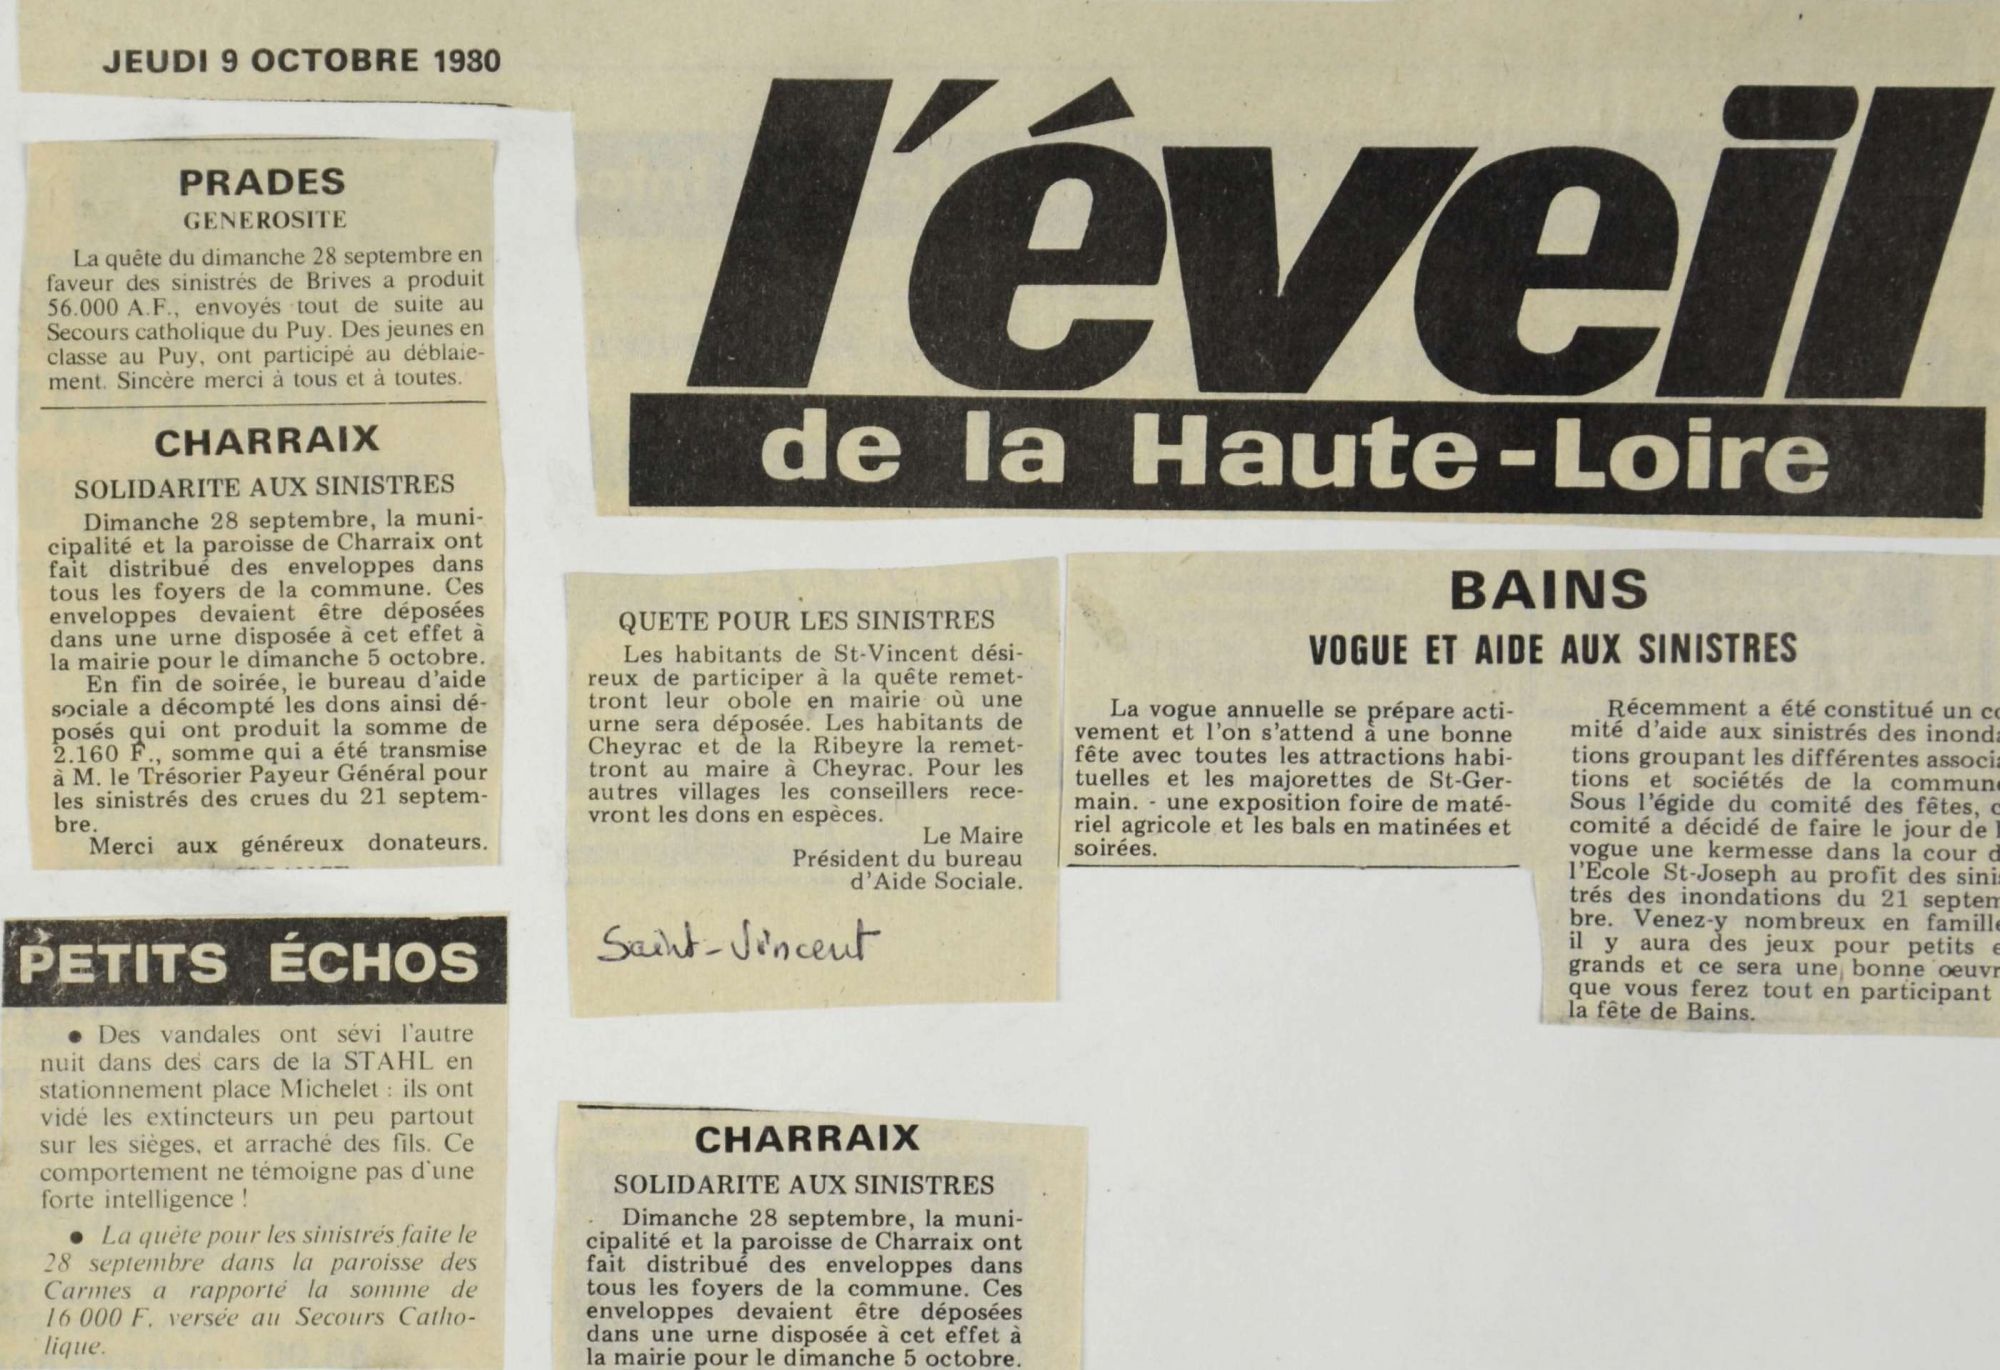 JEUDI 9 OCTOBRE 1980
l'éveil
de la Haute-Loire
PRADES
GENEROSITE
La quête du dimanche 28 septembre en
faveur des sinistrés de Brives a produit
56.000 A.F., envoyés tout de suite au
Secours catholique du Puy. Des jeunes en
classe au Puy, ont participé au déblaie-
ment. Sincère merci à tous et à toutes.
CHARRAIX
SOLIDARITE AUX SINISTRES
Dimanche 28 septembre, la muni-
cipalité et la paroisse de Charraix ont
fait distribué des enveloppes dans
tous les foyers de la commune. Ces
enveloppes devaient être déposées
dans une urne disposée à cet effet à
la mairie pour le dimanche 5 octobre.
En fin de soirée, le bureau d'aide
sociale a décompté les dons ainsi dé-
posés qui ont produit la somme de
2.160 F., somme qui a été transmise
à M. le Trésorier Payeur Général pour
les sinistrés des crues du 21 septem-
bre.
Merci aux généreux donateurs.
PETITS ÉCHOS
● Des vandales ont sévi l'autre
nuit dans des cars de la STAHL en
stationnement place Michelet : ils ont
vidé les extincteurs un peu partout
sur les sièges, et arraché des fils. Ce
comportement ne témoigne pas d'une
forte intelligence !
● La quête pour les sinistrés faite le
28 septembre dans la paroisse des
Carmes a rapporté la somme de
16 000 F. versée au Secours Catho-
lique.
QUETE POUR LES SINISTRES
Les habitants de St-Vincent dési-
reux de participer à la quête remet-
tront leur obole en mairie où une
urne sera déposée. Les habitants de
Cheyrac et de la Ribeyre la remet-
tront au maire à Cheyrac. Pour les
autres villages les conseillers rece-
vront les dons en espèces.
Le Maire
Président du bureau
d'Aide Sociale.
Saint-Vincent
CHARRAIX
SOLIDARITE AUX SINISTRES
Dimanche 28 septembre, la muni-
cipalité et la paroisse de Charraix ont
fait distribué des enveloppes dans
tous les foyers de la commune. Ces
enveloppes devaient être déposées
dans une urne disposée à cet effet à
la mairie pour le dimanche 5 octobre.
BAINS
VOGUE ET AIDE AUX SINISTRES
La vogue annuelle se prépare acti-
vement et l'on s'attend à une bonne
fête avec toutes les attractions habi-
tuelles et les majorettes de St-Ger-
main. - une exposition foire de maté-
riel agricole et les bals en matinées et
soirées.
Récemment a été constitué un
mité d'aide aux sinistrés des
tions groupant les différentes
tions et sociétés de la
Sous l'égide du comité des fêtes,
comité a décidé de faire le jour de
vogue une kermesse dans la cour
l'Ecole St-Joseph au profit des
trés des inondations du 21
bre. Venez-y nombreux en
il y aura des jeux pour petits
grands et ce sera une bonne
que vous ferez tout en participant
la fête de Bains.